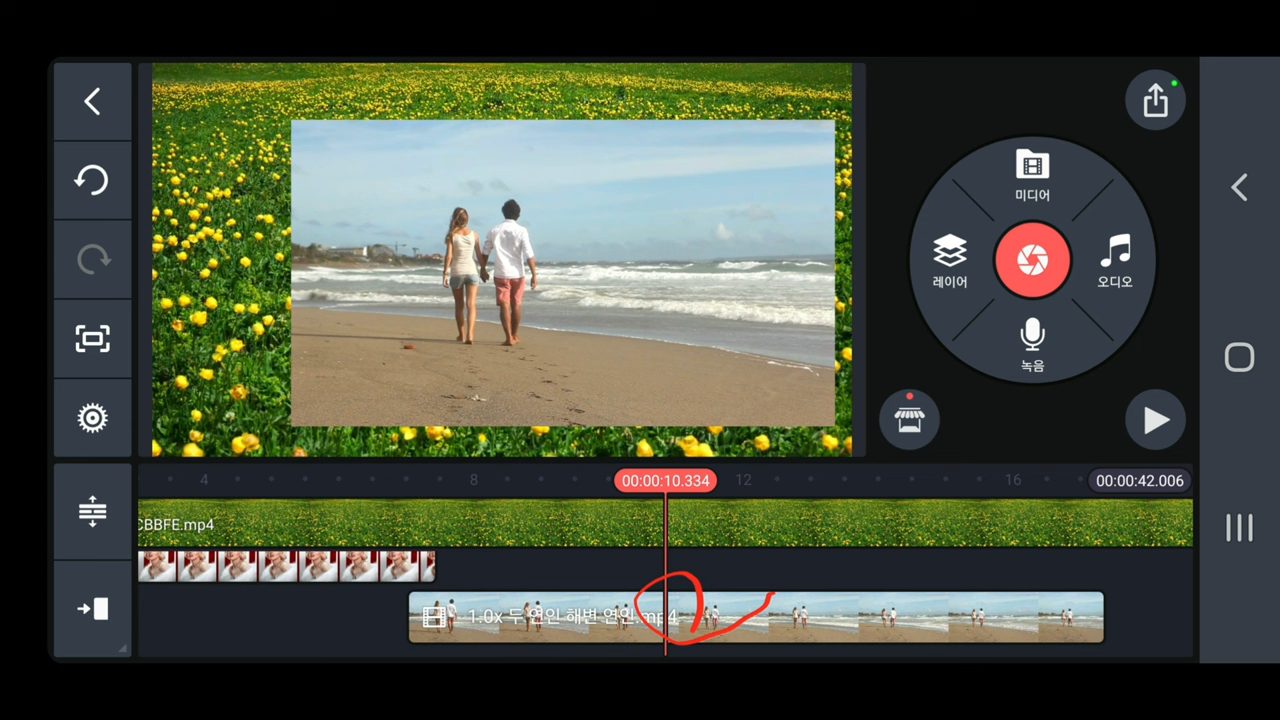 미디어
레이어
오디오
녹음
4
8
00:00:10.334
12
16
00:00:42.006
CBBFE.mp4
1.0x 두 연인 해변 연인.mp4